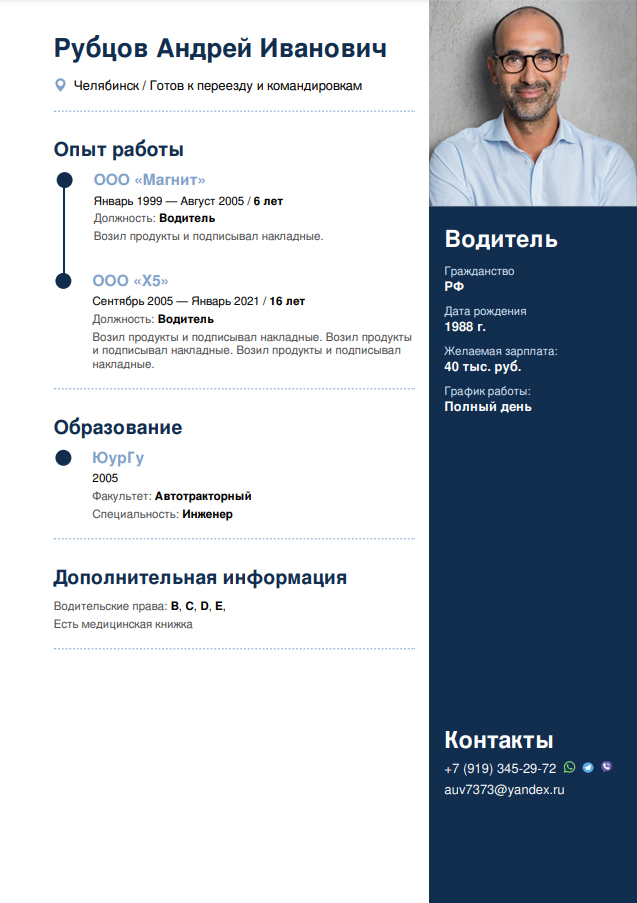 Рубцов Андрей Иванович
Челябинск / Готов к переезду и командировкам
Опыт работы
ООО «Магнит»
Январь 1999 — Август 2005 / 6 лет
Должность: Водитель
Возил продукты и подписывал накладные.
ООО «Х5»
Сентябрь 2005 — Январь 2021 / 16 лет
Должность: Водитель
Возил продукты и подписывал накладные. Возил продукты
и подписывал накладные. Возил продукты и подписывал
накладные.
Образование
ЮурГу
2005
Факультет: Автотракторный
Специальность: Инженер
Дополнительная информация
Водительские права: B, C, D, E,
Есть медицинская книжка
Водитель
Гражданство
РФ
Дата рождения
1988 г.
Желаемая зарплата:
40 тыс. руб.
График работы:
Полный день
Контакты
+7 (919) 345-29-72
auv7373@yandex.ru